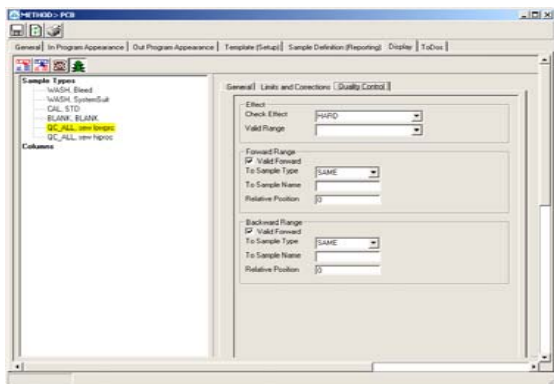 METHOD > PCB
General In Program Appearance Out Program Appearance Template (Setup) Sample Definition (Reporting) Display ToDos
Sample Types
WASH, Bleed
WASH, SystemSuit
CAL, STD
BLANK, BLANK
QC_ALL, sew lowpro
QC_ALL, sew hipros
Columns
General Limits and Corrections Quality Control
Effect
Check Effect HARD
Valid Range
Forward Range
Valid Forward
To Sample Type SAME
To Sample Name
Relative Position 0
Backward Range
Valid Forward
To Sample Type SAME
To Sample Name
Relative Position 0